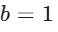 b = 1